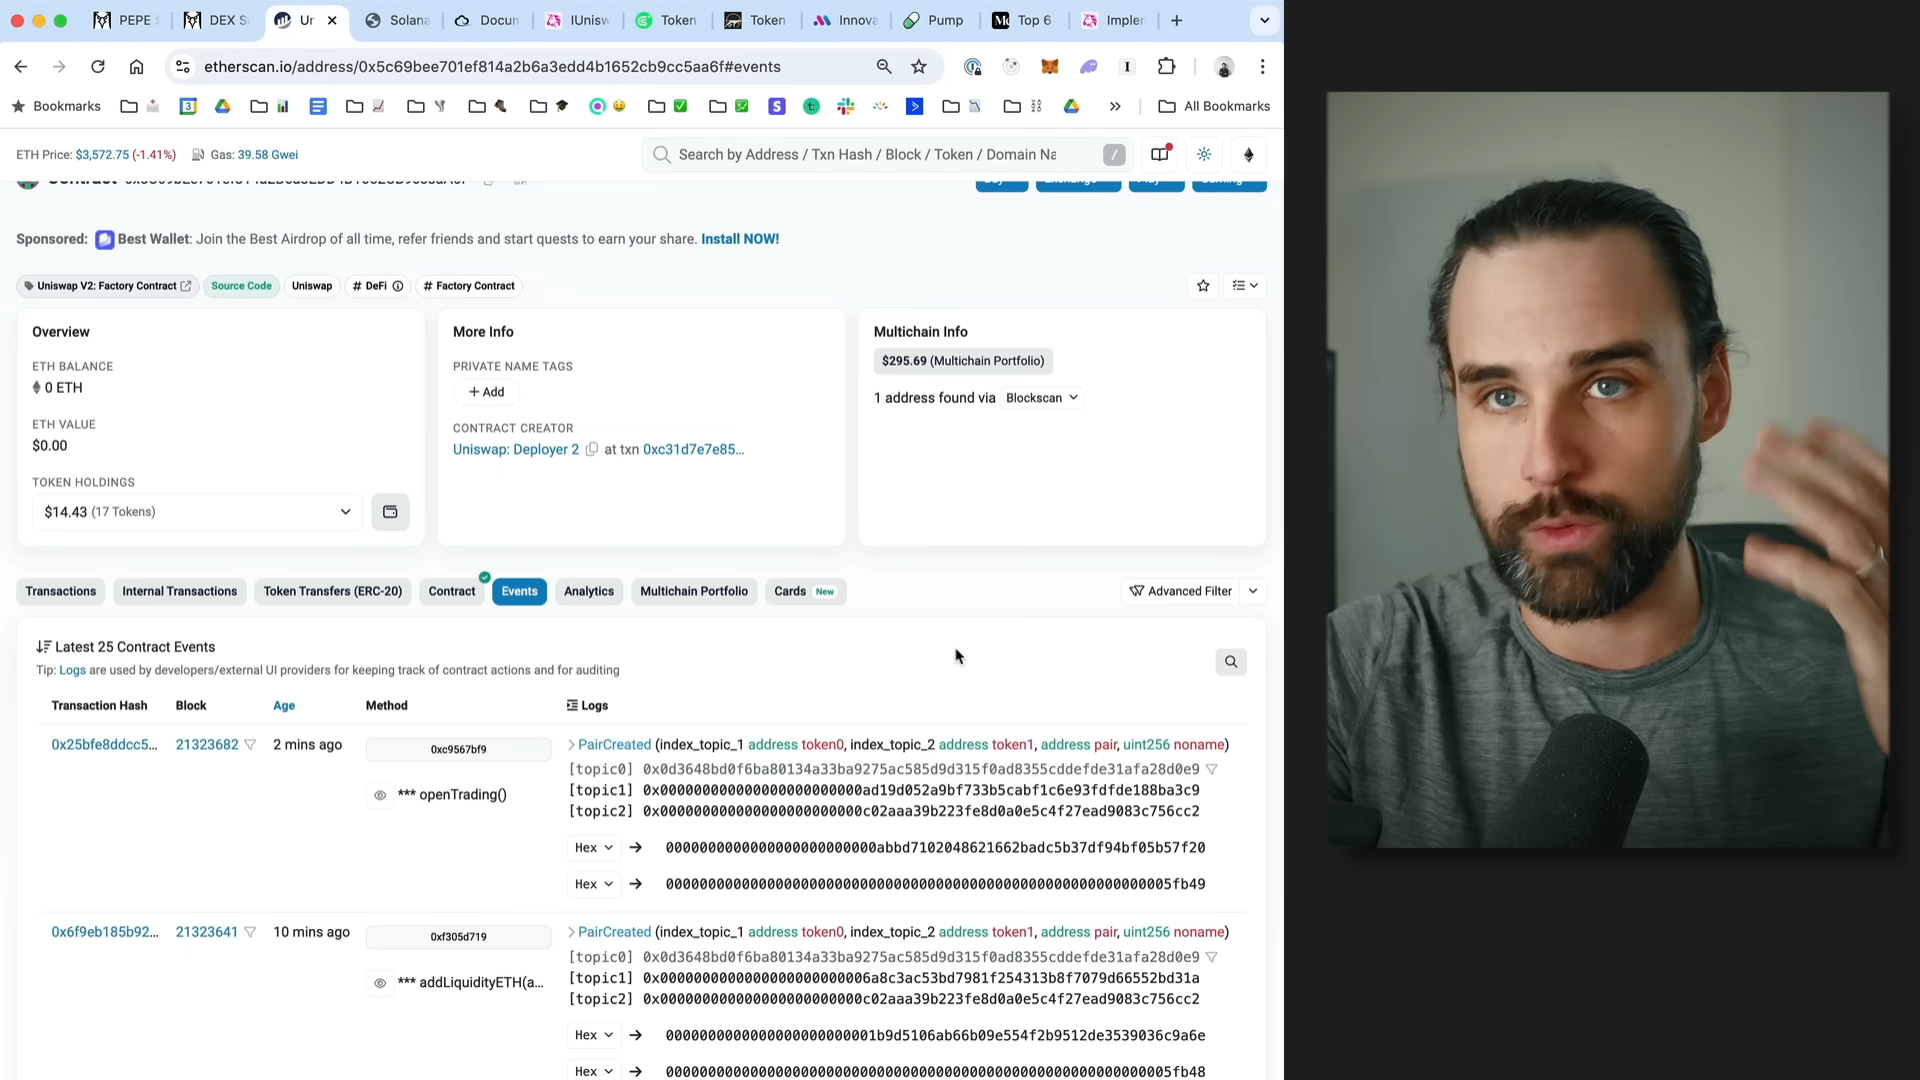 PEPE
DEX S
Ur
Solana
Docum
IUnisw
Token
Token
Innova
Pump
Top 6
Implem
etherscan.io/address/0x5c69bee701ef814a2b6a3edd4b1652cb9cc5aa6f#events
Bookmarks
All Bookmarks
ETH Price: $3,572.75 (-1.41%)
Gas: 39.58 Gwei
Search by Address / Txn Hash / Block / Token / Domain Na
/
Sponsored: Best Wallet: Join the Best Airdrop of all time, refer friends and start quests to earn your share. Install NOW!
Uniswap V2: Factory Contract
Source Code
Uniswap
# DeFi
# Factory Contract
Overview
ETH BALANCE
0 ETH
ETH VALUE
$0.00
TOKEN HOLDINGS
$14.43 (17 Tokens)
More Info
PRIVATE NAME TAGS
+ Add
CONTRACT CREATOR
Uniswap: Deployer 2 at txn 0xc31d7e7e85...
Multichain Info
$295.69 (Multichain Portfolio)
1 address found via Blockscan
Transactions
Internal Transactions
Token Transfers (ERC-20)
Contract
Events
Analytics
Multichain Portfolio
Cards New
Advanced Filter
Latest 25 Contract Events
Tip: Logs are used by developers/external UI providers for keeping track of contract actions and for auditing
Transaction Hash Block Age Method Logs
0x25bfe8ddcc5... 21323682 2 mins ago 0xc9567bf9
*** openTrading()
PairCreated (index_topic_1 address token0, index_topic_2 address token1, address pair, uint256 noname)
[topic0] 0x0d3648bd0f6ba80134a33ba9275ac585d9d315f0ad8355cddefde31afa28d0e9
[topic1] 0x000000000000000000000000ad19d052a9bf733b5cabf1c6e93fdfde188ba3c9
[topic2] 0x000000000000000000000000c02aaa39b223fe8d0a0e5c4f27ead9083c756cc2
Hex 000000000000000000000000abbd7102048621662badc5b37df94bf05b57f20
Hex 000000000000000000000000000000000000000000000000000000000005fb49
0x6f9eb185b92... 21323641 10 mins ago 0xf305d719
*** addLiquidityETH(a...
PairCreated (index_topic_1 address token0, index_topic_2 address token1, address pair, uint256 noname)
[topic0] 0x0d3648bd0f6ba80134a33ba9275ac585d9d315f0ad8355cddefde31afa28d0e9
[topic1] 0x0000000000000000000000006a8c3ac53bd7981f254313b8f7079d66552bd31a
[topic2] 0x000000000000000000000000c02aaa39b223fe8d0a0e5c4f27ead9083c756cc2
Hex 0000000000000000000000001b9d5106ab66b09e554f2b9512de3539036c9a6e
Hex 000000000000000000000000000000000000000000000000000000000005fb48